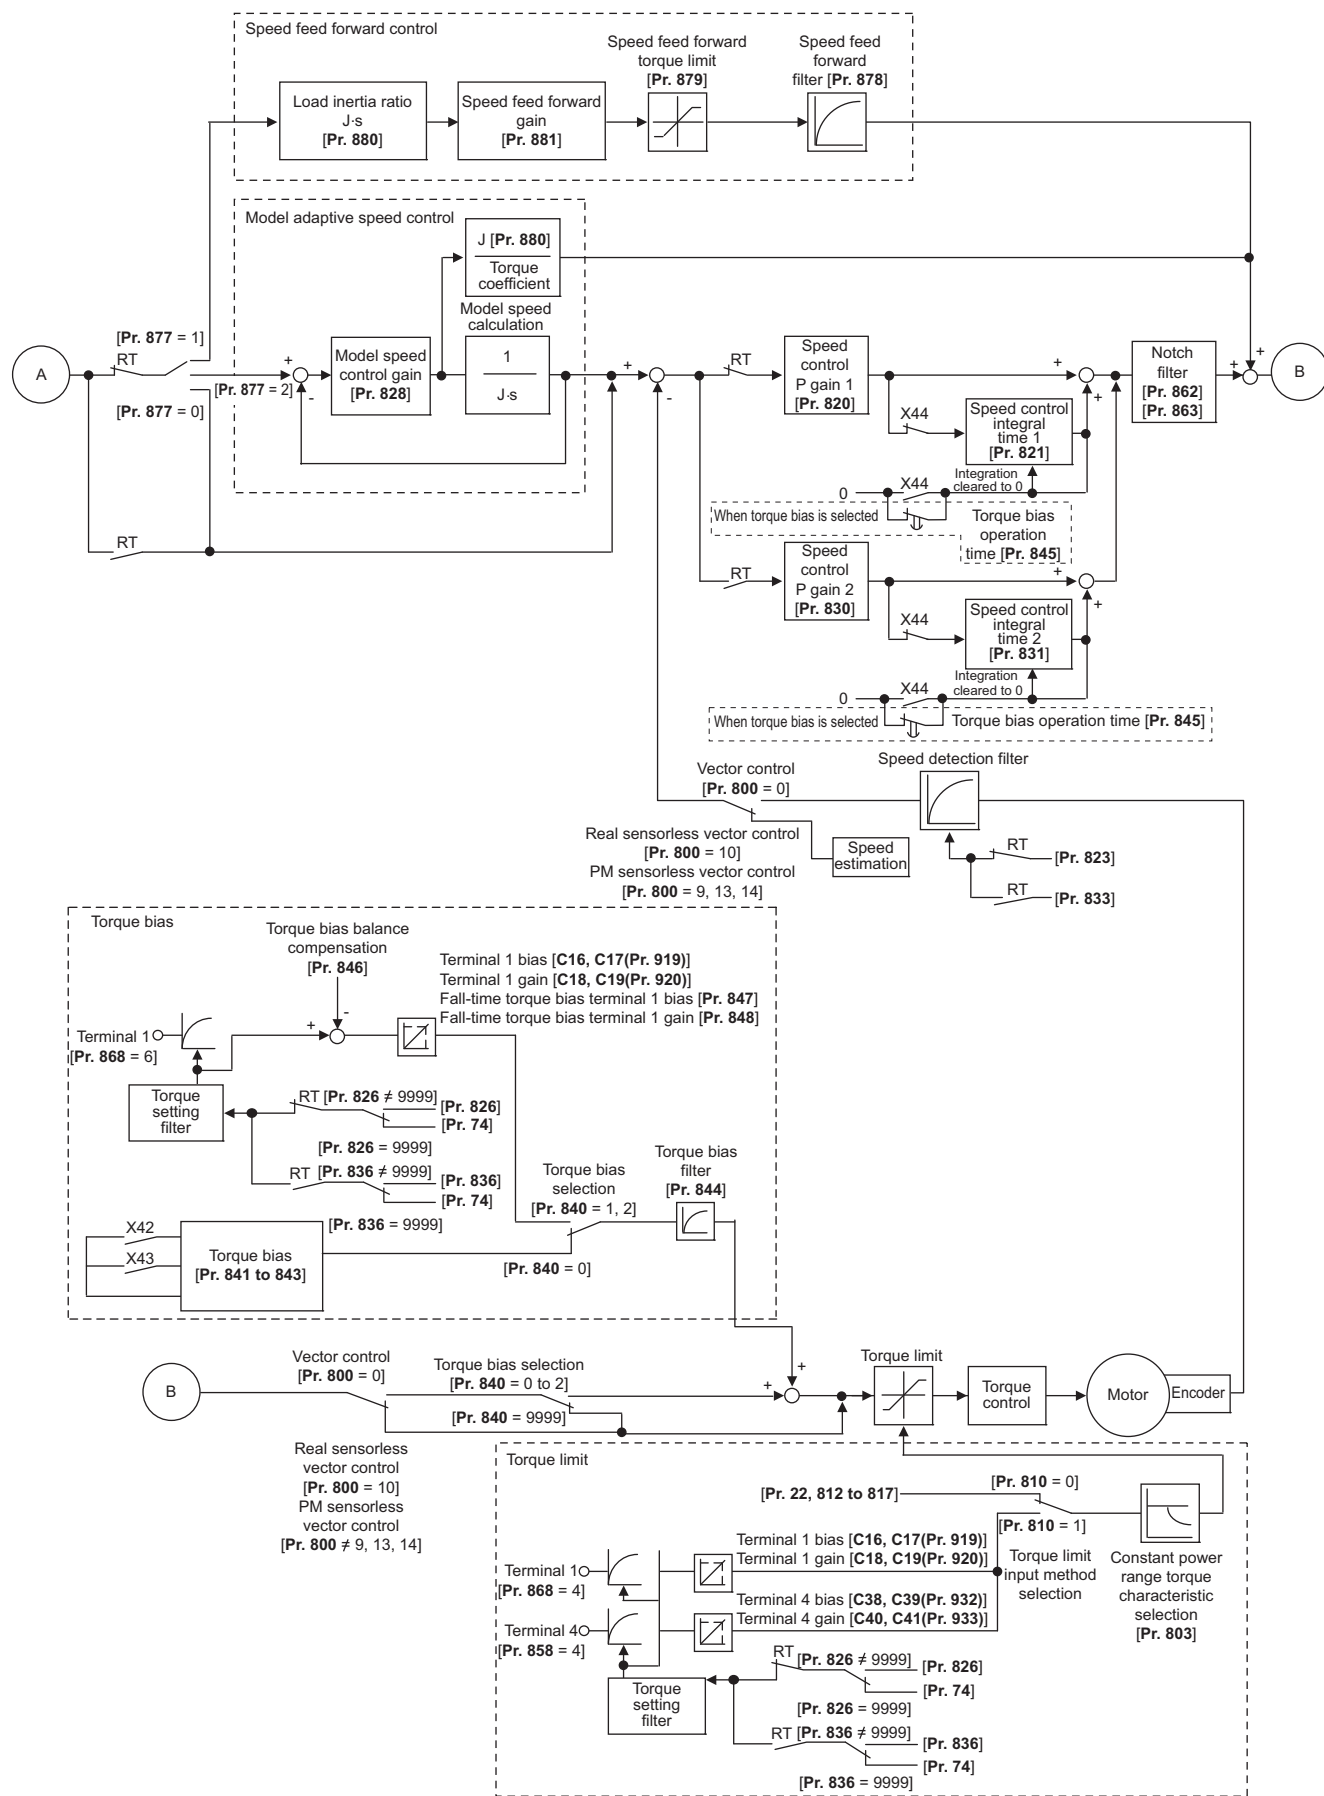 Speed feed forward control
Speed feed forward
torque limit
[Pr. 879]
Speed feed
forward
filter [Pr. 878]
Load inertia ratio
J·s
[Pr. 880]
Speed feed forward
gain
[Pr. 881]
Model adaptive speed control
J [Pr. 880]
Torque
coefficient
Model speed
calculation
[Pr. 877 = 1]
RT
A
[Pr. 877 = 2]
[Pr. 877 = 0]
+
-
Model speed
control gain
[Pr. 828]
1
J·s
+
-
RT
Speed
control
P gain 1
[Pr. 820]
+
+
X44
Speed control
integral
time 1
[Pr. 821]
Notch
filter
[Pr. 862]
[Pr. 863]
+
+
B
Integration
cleared to 0
0
X44
When torque bias is selected
Torque bias
operation
time [Pr. 845]
RT
RT
Speed
control
P gain 2
[Pr. 830]
+
+
X44
Speed control
integral
time 2
[Pr. 831]
Integration
cleared to 0
0
X44
When torque bias is selected
Torque bias operation time [Pr. 845]
Speed detection filter
Vector control
[Pr. 800 = 0]
Real sensorless vector control
[Pr. 800 = 10]
PM sensorless vector control
[Pr. 800 = 9, 13, 14]
Speed
estimation
RT
[Pr. 823]
RT
[Pr. 833]
Torque bias
Torque bias balance
compensation
[Pr. 846]
Terminal 1 bias [C16, C17(Pr. 919)]
Terminal 1 gain [C18, C19(Pr. 920)]
Fall-time torque bias terminal 1 bias [Pr. 847]
Fall-time torque bias terminal 1 gain [Pr. 848]
Terminal 1
[Pr. 868 = 6]
+
-
Torque
setting
filter
RT [Pr. 826 ≠ 9999]
[Pr. 826]
[Pr. 74]
[Pr. 826 = 9999]
RT [Pr. 836 ≠ 9999]
[Pr. 836]
[Pr. 74]
[Pr. 836 = 9999]
Torque bias
selection
[Pr. 840 = 1, 2]
Torque bias
filter
[Pr. 844]
X42
X43
Torque bias
[Pr. 841 to 843]
[Pr. 840 = 0]
B
Vector control
[Pr. 800 = 0]
Torque bias selection
[Pr. 840 = 0 to 2]
[Pr. 840 = 9999]
+
+
Torque limit
Torque
control
Motor
Encoder
Real sensorless
vector control
[Pr. 800 = 10]
PM sensorless
vector control
[Pr. 800 ≠ 9, 13, 14]
Torque limit
[Pr. 22, 812 to 817]
[Pr. 810 = 0]
[Pr. 810 = 1]
Torque limit
input method
selection
Constant power
range torque
characteristic
selection
[Pr. 803]
Terminal 1 bias [C16, C17(Pr. 919)]
Terminal 1 gain [C18, C19(Pr. 920)]
Terminal 1
[Pr. 868 = 4]
Terminal 4 bias [C38, C39(Pr. 932)]
Terminal 4 gain [C40, C41(Pr. 933)]
Terminal 4
[Pr. 858 = 4]
Torque
setting
filter
RT [Pr. 826 ≠ 9999]
[Pr. 826]
[Pr. 74]
[Pr. 826 = 9999]
RT [Pr. 836 ≠ 9999]
[Pr. 836]
[Pr. 74]
[Pr. 836 = 9999]